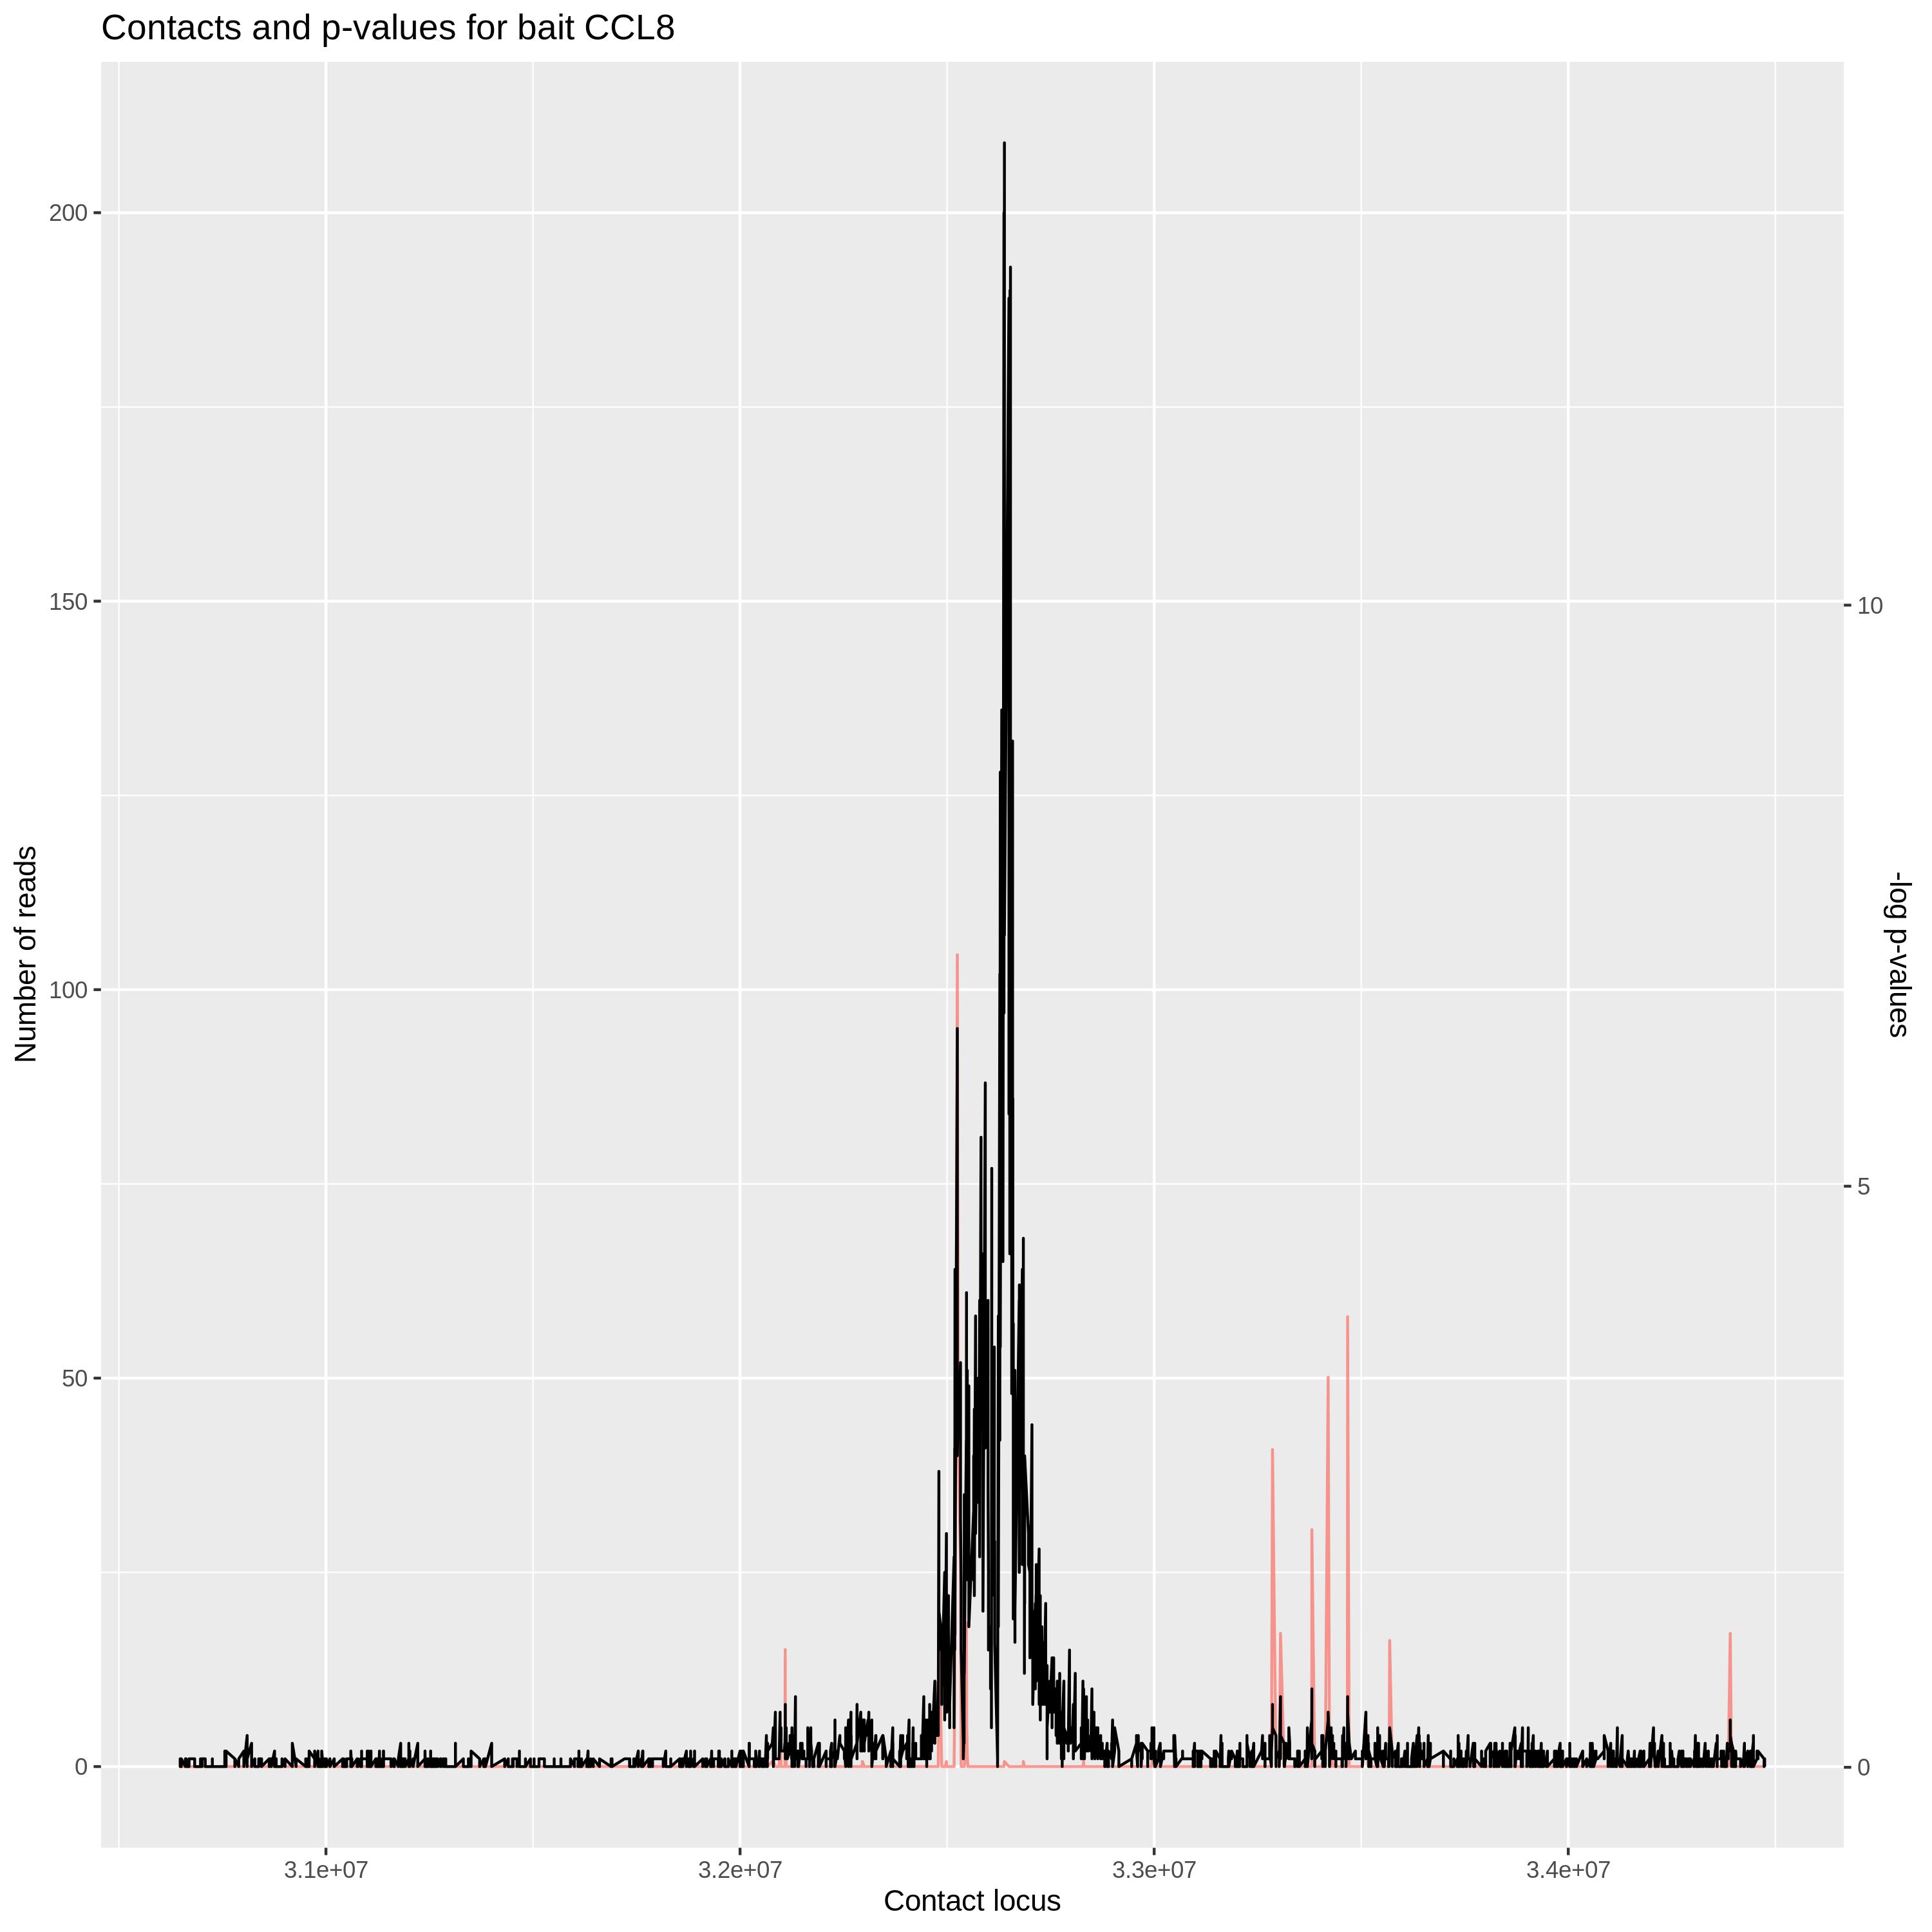 Contacts and p-values for bait CCL8
Number of reads
200
150
100
50
0
10
5
0
-log p-values
3.1e+07
3.2e+07
3.3e+07
3.4e+07
Contact locus